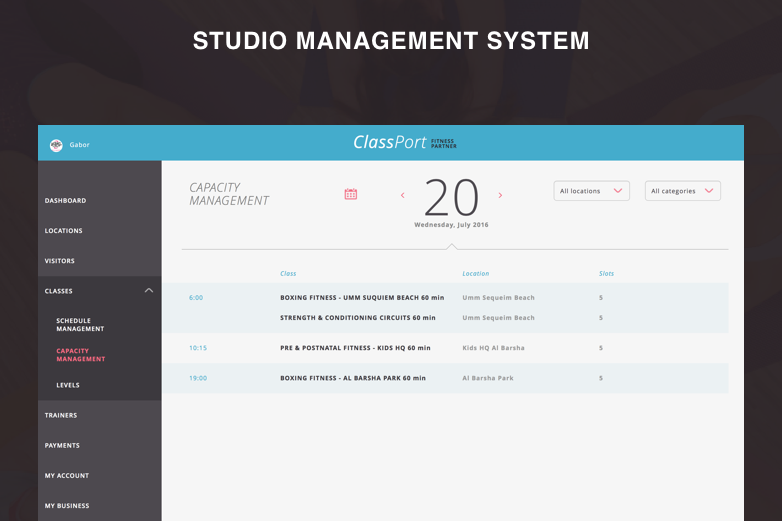 STUDIO MANAGEMENT SYSTEM
Gabor
ClassPort FITNESS
PARTNER
CAPACITY
MANAGEMENT
20
Wednesday, July 2016
All locations
All categories
DASHBOARD
LOCATIONS
VISITORS
CLASSES
SCHEDULE
MANAGEMENT
CAPACITY
MANAGEMENT
LEVELS
TRAINERS
PAYMENTS
MY ACCOUNT
MY BUSINESS
Class Location Slots
6:00 BOXING FITNESS - UMM SUQUIEM BEACH 60 min Umm Sequeim Beach 5
STRENGTH & CONDITIONING CIRCUITS 60 min Umm Sequeim Beach 5
10:15 PRE & POSTNATAL FITNESS - KIDS HQ 60 min Kids HQ Al Barsha 5
19:00 BOXING FITNESS - AL BARSHA PARK 60 min Al Barsha Park 5